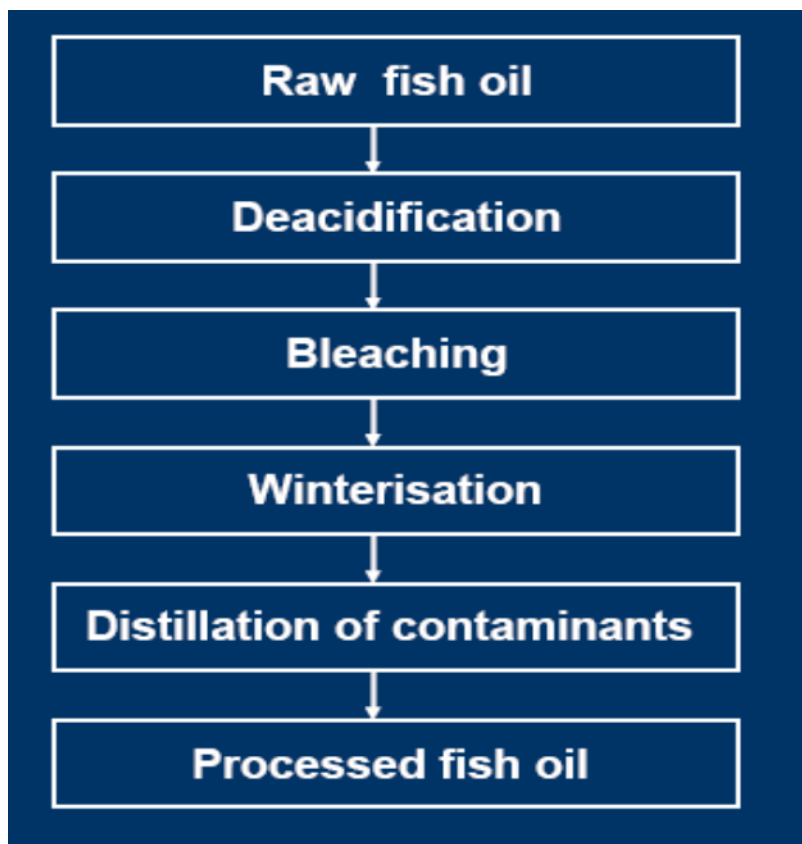 Raw fish oil
Deacidification
Bleaching
Winterisation
Distillation of contaminants
Processed fish oil